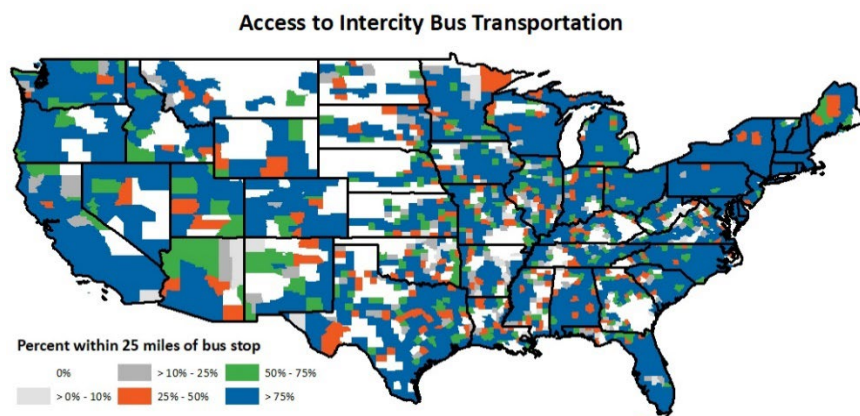 Access to Intercity Bus Transportation
Percent within 25 miles of bus stop
0% > 10% - 25% 50% - 75%
> 0% - 10% 25% - 50% > 75%